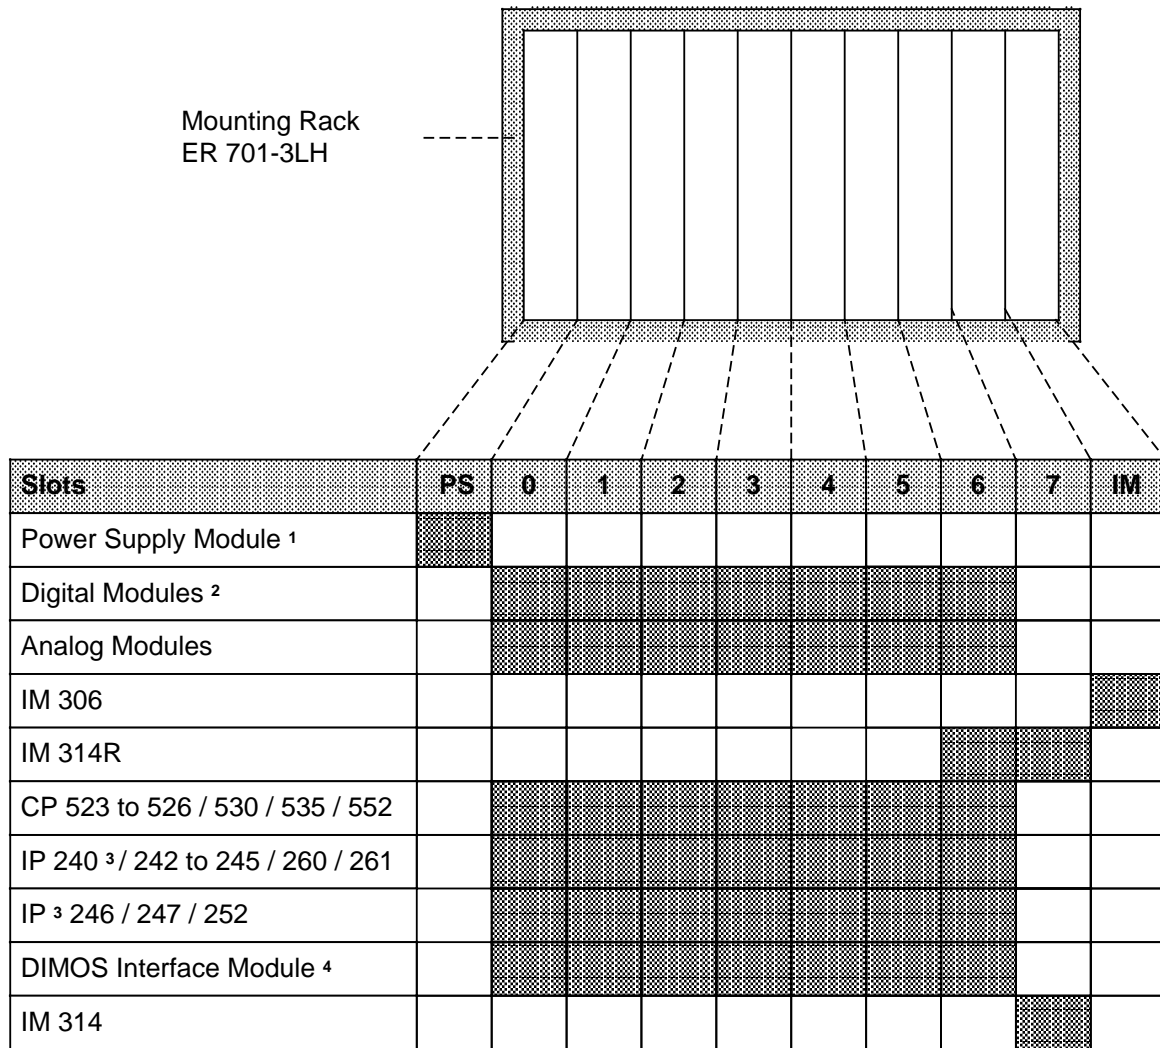 Mounting Rack
ER 701-3LH
Slots PS 0 1 2 3 4 5 6 7 IM
Power Supply Module ¹
Digital Modules ²
Analog Modules
IM 306
IM 314R
CP 523 to 526 / 530 / 535 / 552
IP 240 ³ / 242 to 245 / 260 / 261
IP ³ 246 / 247 / 252
DIMOS Interface Module ⁴
IM 314